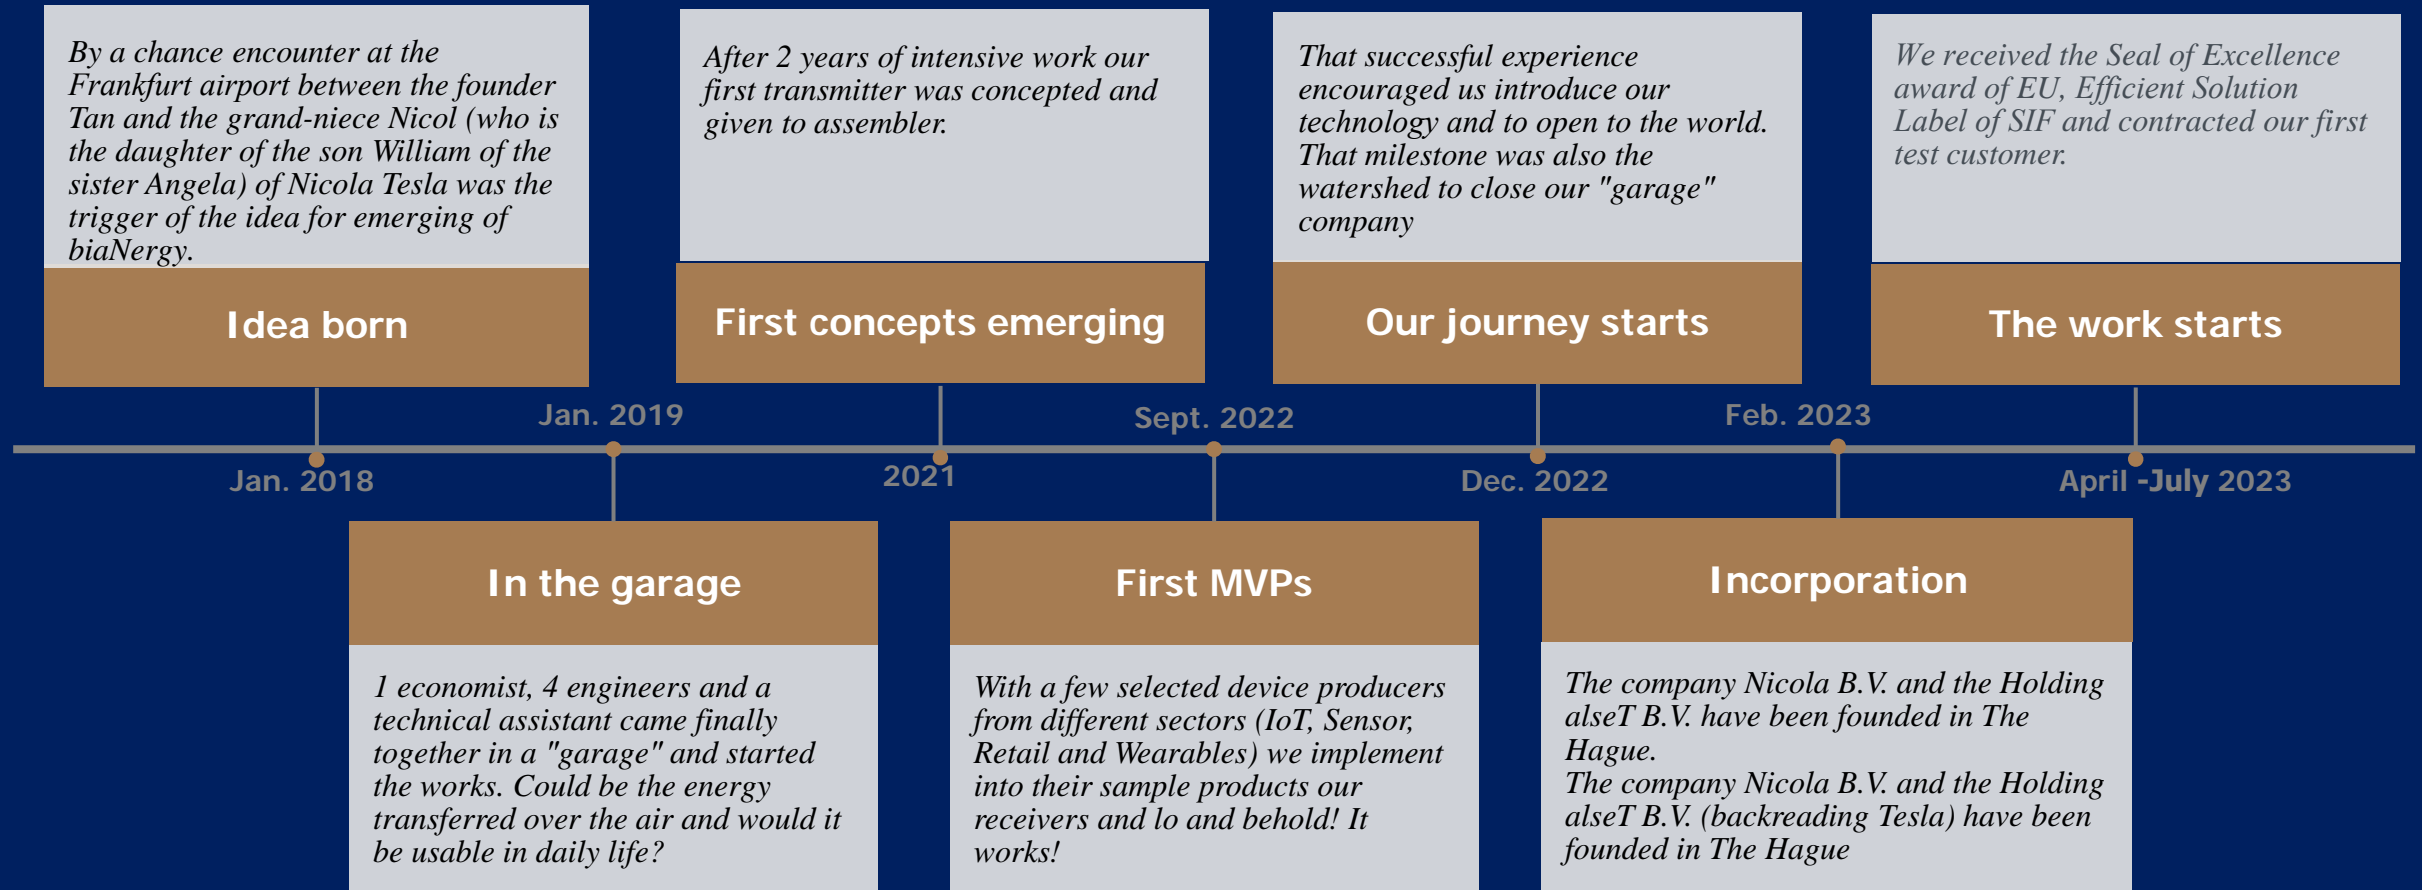 By a chance encounter at the
Frankfurt airport between the founder
Tan and the grand-niece Nicol (who is
the daughter of the son William of the
sister Angela) of Nicola Tesla was the
trigger of the idea for emerging of
biaNergy.
Idea born
Jan. 2018
Jan. 2019
In the garage
1 economist, 4 engineers and a
technical assistant came finally
together in a "garage" and started
the works. Could be the energy
transferred over the air and would it
be usable in daily life?
After 2 years of intensive work our
first transmitter was concepted and
given to assembler.
First concepts emerging
2021
Sept. 2022
First MVPs
With a few selected device producers
from different sectors (IoT, Sensor,
Retail and Wearables) we implement
into their sample products our
receivers and lo and behold! It
works!
That successful experience
encouraged us introduce our
technology and to open to the world.
That milestone was also the
watershed to close our "garage"
company
Our journey starts
Dec. 2022
Feb. 2023
Incorporation
The company Nicola B.V. and the Holding
alseT B.V. have been founded in The
Hague.
The company Nicola B.V. and the Holding
alseT B.V. (backreading Tesla) have been
founded in The Hague
We received the Seal of Excellence
award of EU, Efficient Solution
Label of SIF and contracted our first
test customer.
The work starts
April -July 2023